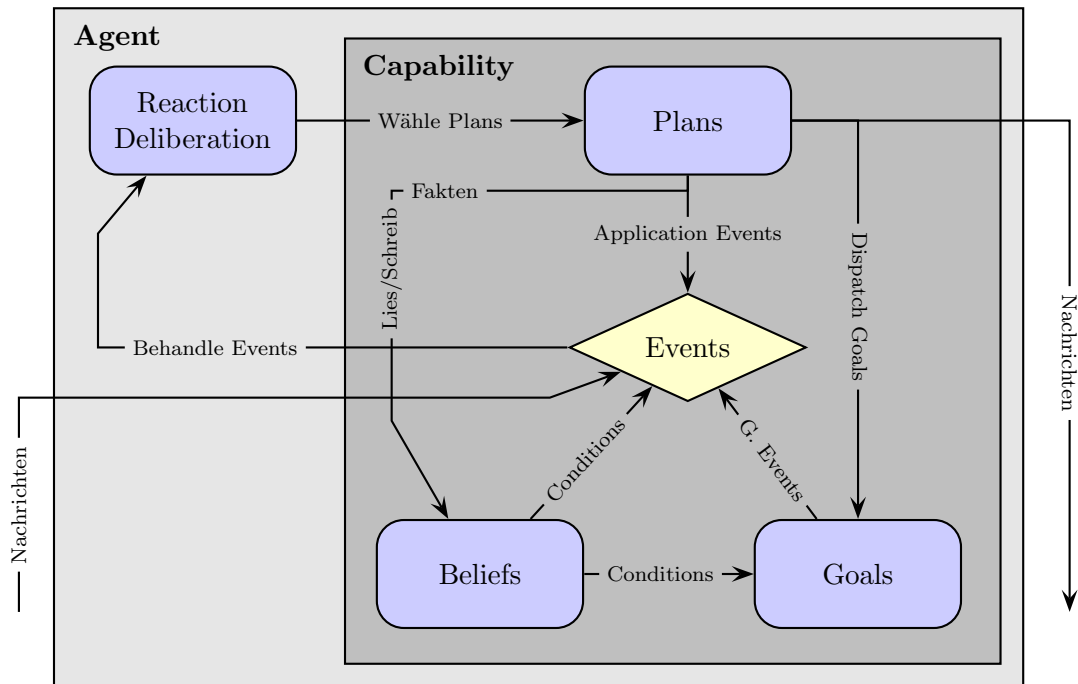 Agent
Capability
Reaction
Deliberation
Wähle Plans
Plans
Fakten
Lies/Schreib
Application Events
Dispatch Goals
Nachrichten
Behandle Events
Events
Nachrichten
Conditions
G. Events
Beliefs
Conditions
Goals